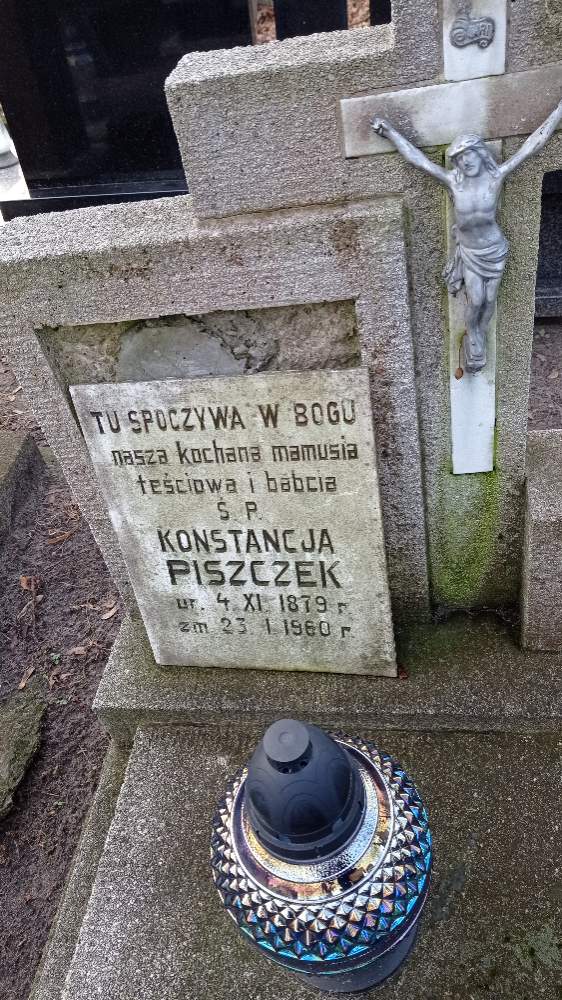 TU SPOCZYWA W BOGU
nasza kochana mamusia
teściowa i babcia
Ś. P.
KONSTANCJA
PISZCZEK
ur. 4. XI. 1879 r.
zm. 23. I. 1960 r.